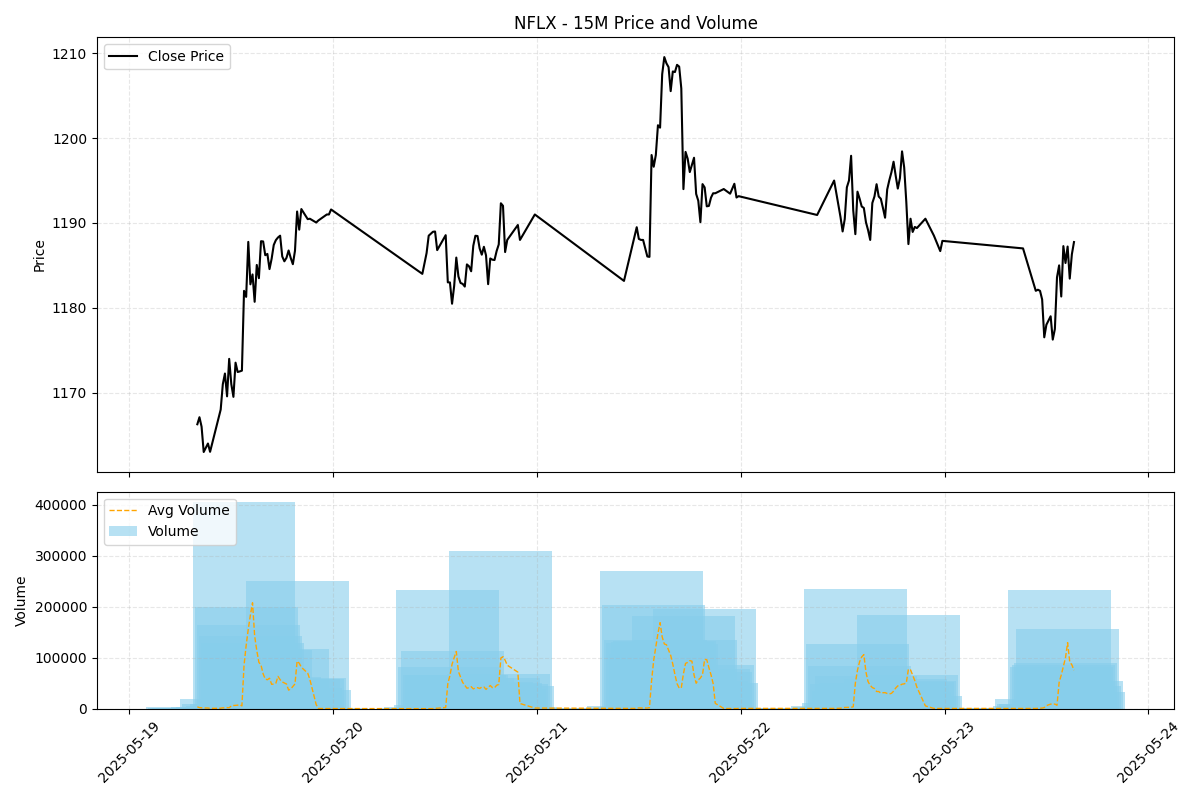 NFLX - 15M Price and Volume
Close Price
1210
1200
1190
1180
1170
Price
Avg Volume
Volume
400000
300000
200000
100000
0
Volume
2025-05-19
2025-05-20
2025-05-21
2025-05-22
2025-05-23
2025-05-24